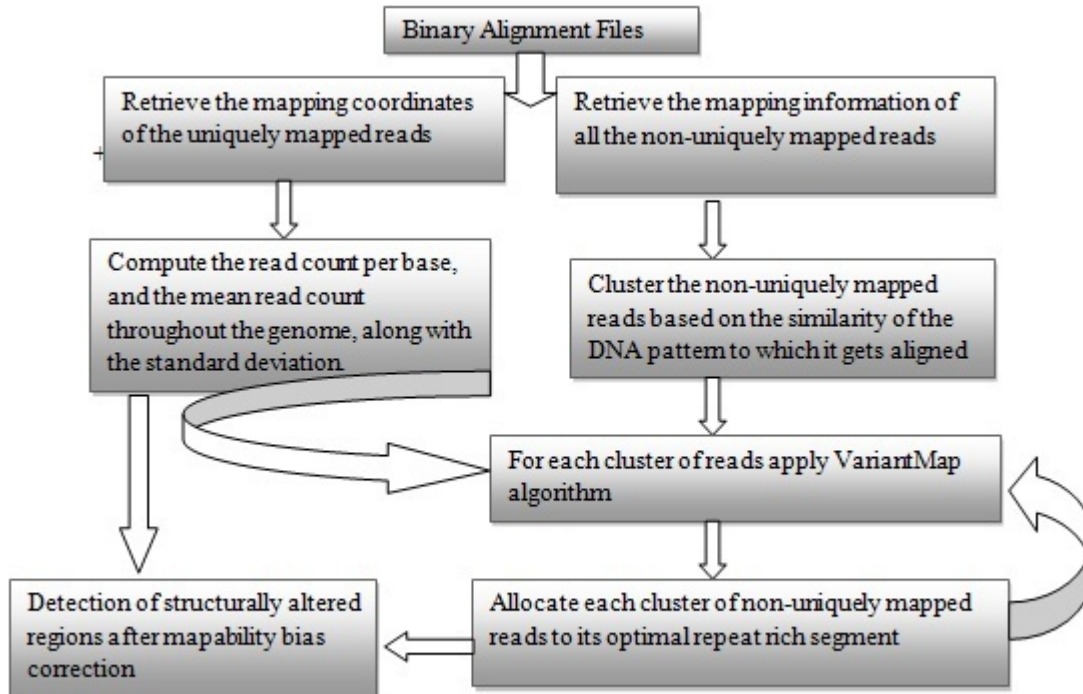 Binary Alignment Files
Retrieve the mapping coordinates
of the uniquely mapped reads
Retrieve the mapping information of
all the non-uniquely mapped reads
+
Compute the read count per base,
and the mean read count
throughout the genome, along with
the standard deviation.
Cluster the non-uniquely mapped
reads based on the similarity of the
DNA pattern to which it gets aligned
For each cluster of reads apply VariantMap
algorithm
Allocate each cluster of non-uniquely mapped
reads to its optimal repeat rich segment
Detection of structurally altered
regions after mapability bias
correction